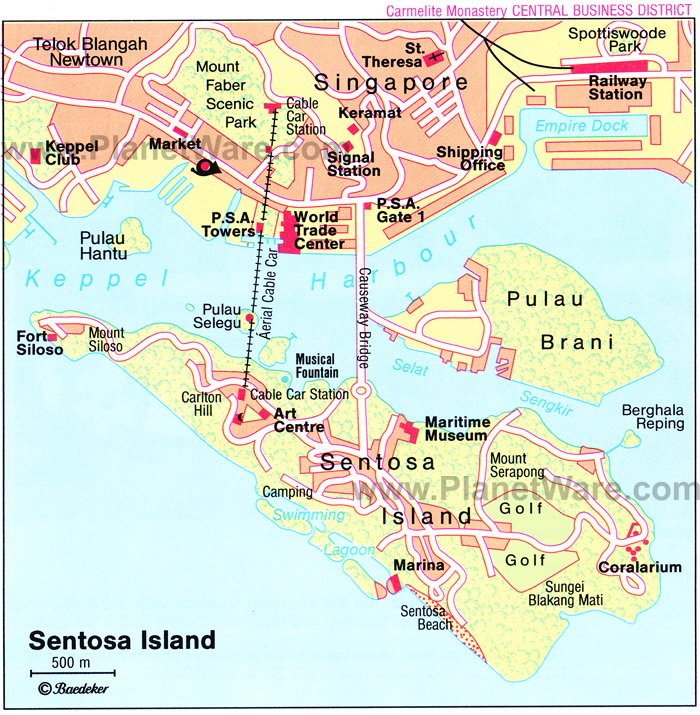 Carmelite Monastery CENTRAL BUSINESS DISTRICT
Telok Blangah
Newtown
Spottiswoode
Park
St.
Theresa
Singapore
Mount
Faber
Scenic
Park
Railway
Station
Cable
Car
Station
Keramat
Empire Dock
Market
Keppel
Club
www.PlanetWare.com
Signal
Station
Shipping
Office
P.S.A.
Towers
World
Trade
Center
P.S.A.
Gate 1
Pulau
Hantu
Keppel Harbour
Aerial Cable Car
Causeway Bridge
Pulau
Selegu
Pulau
Brani
Fort
Siloso
Mount
Siloso
Musical
Fountain
Selat
Sengkir
Carlton
Hill
Cable Car Station
Art
Centre
Maritime
Museum
Berghala
Reping
Sentosa
Island
Mount
Serapong
Camping
www.PlanetWare.com
Swimming
Lagoon
Golf
Golf
Marina
Coralarium
Sungei
Blakang Mati
Sentosa
Beach
Sentosa Island
500 m
© Baedeker